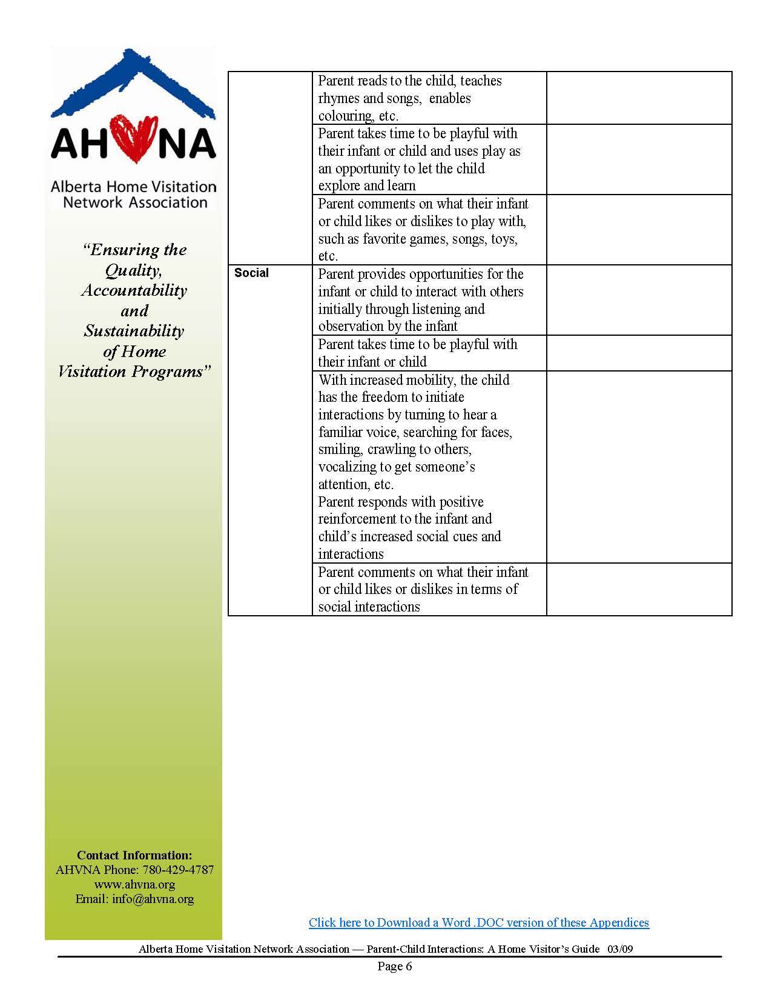 AHVNA
Alberta Home Visitation
Network Association
“Ensuring the
Quality,
Accountability
and
Sustainability
of Home
Visitation Programs”
Contact Information:
AHVNA Phone: 780-429-4787
www.ahvna.org
Email: info@ahvna.org
Parent reads to the child, teaches
rhymes and songs,  enables
colouring, etc.
Parent takes time to be playful with
their infant or child and uses play as
an opportunity to let the child
explore and learn
Parent comments on what their infant
or child likes or dislikes to play with,
such as favorite games, songs, toys,
etc.
Social
Parent provides opportunities for the
infant or child to interact with others
initially through listening and
observation by the infant
Parent takes time to be playful with
their infant or child
With increased mobility, the child
has the freedom to initiate
interactions by turning to hear a
familiar voice, searching for faces,
smiling, crawling to others,
vocalizing to get someone’s
attention, etc.
Parent responds with positive
reinforcement to the infant and
child’s increased social cues and
interactions
Parent comments on what their infant
or child likes or dislikes in terms of
social interactions
Click here to Download a Word .DOC version of these Appendices
Alberta Home Visitation Network Association — Parent-Child Interactions: A Home Visitor’s Guide  03/09
Page 6